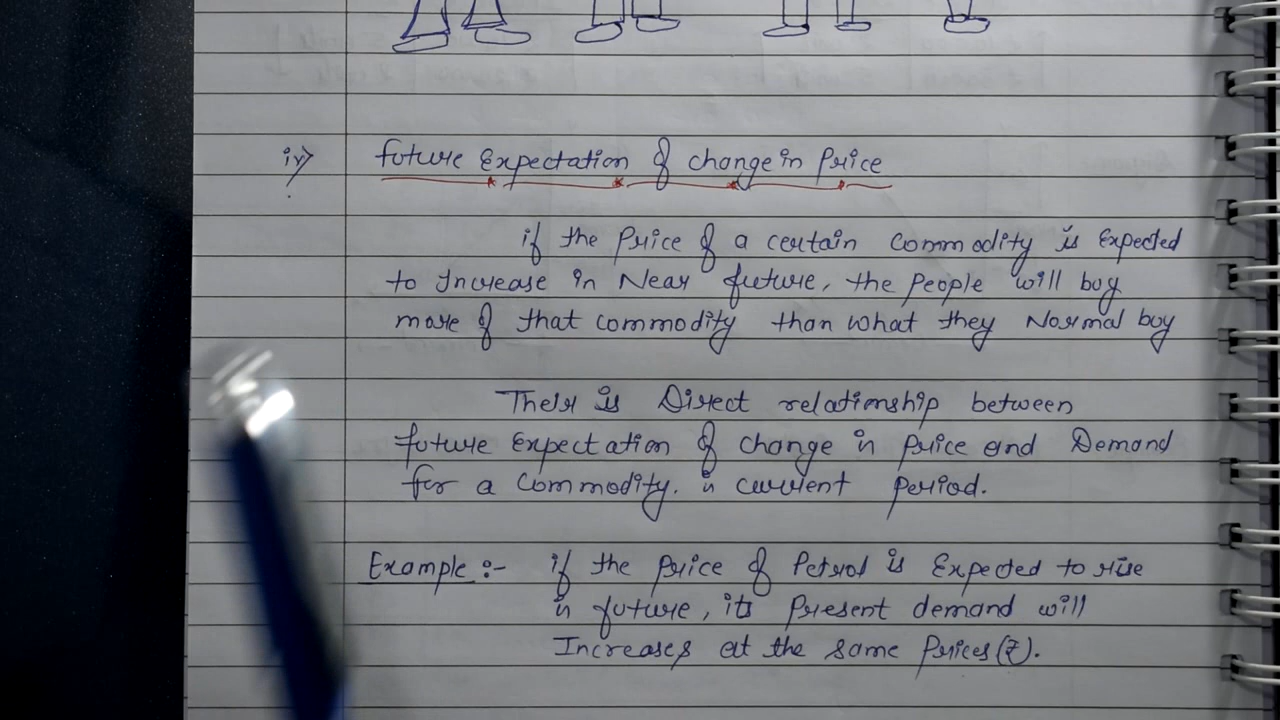 iv>
future Expectation of change in Price
if the Price of a certain Commodity is Expected
to Increase in Near future, the People will buy
more of that commodity than what they Normal buy
Ther is Direct relationship between
future Expectation of change in price and Demand
for a Commodity. in current period.
Example :- if the price of Petrol is Expected to rise
in future, its Present demand will
Increases at the same Prices (₹).